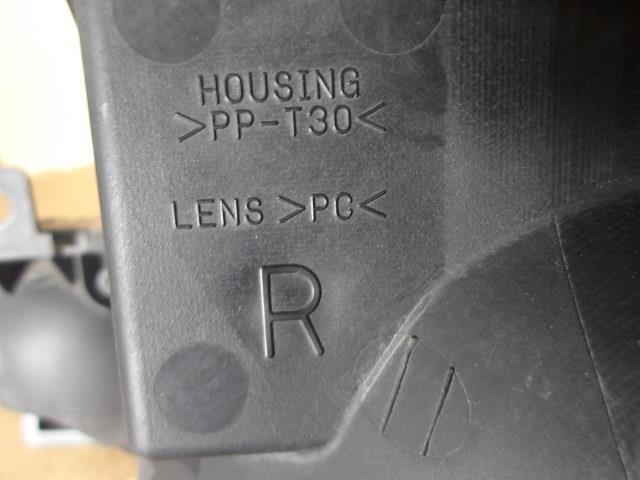 HOUSING
>PP-T30<
LENS >PC<
R